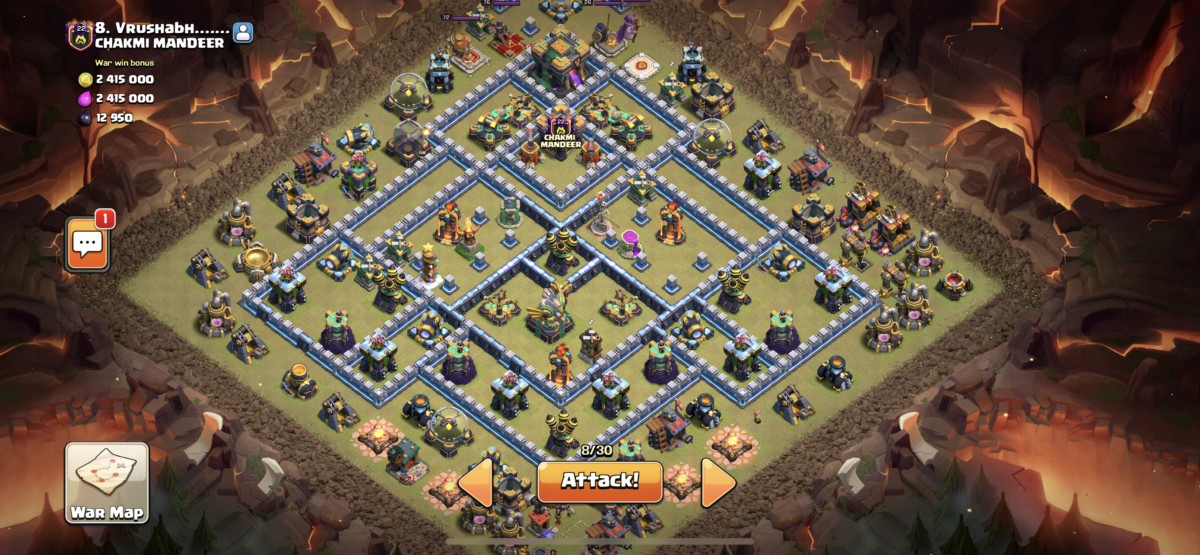 22
8. Vrushabh.......
CHAKMI MANDEER
War win bonus
2 415 000
2 415 000
12 950
CHAKMI
MANDEER
1
8/30
Attack!
War Map